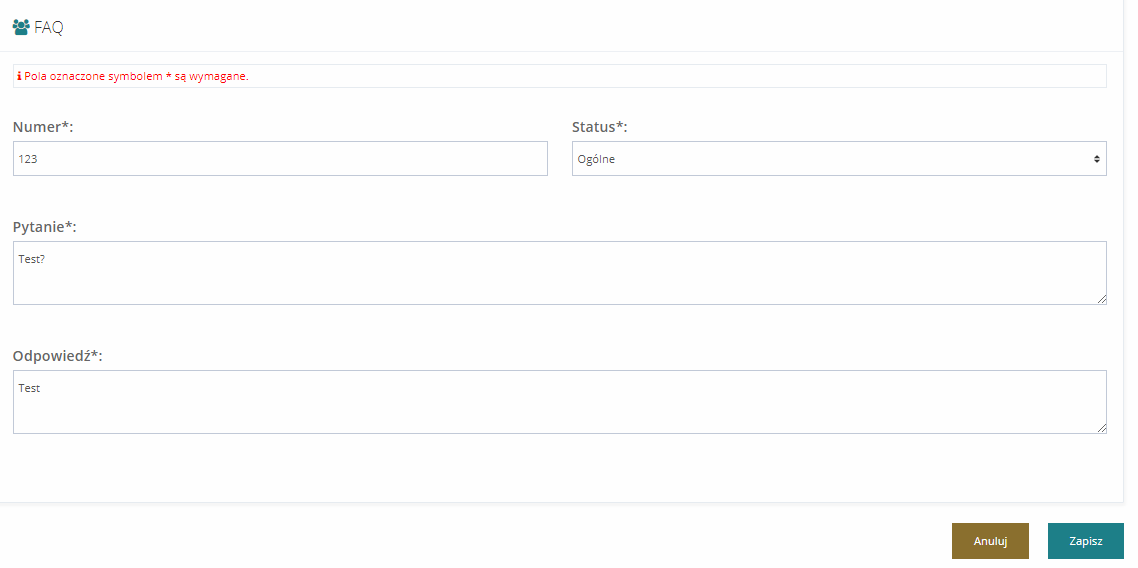 FAQ
Pola oznaczone symbolem * są wymagane.
Numer*: Status*:
123 Ogólne
Pytanie*:
Test?
Odpowiedź*:
Test
Anuluj Zapisz